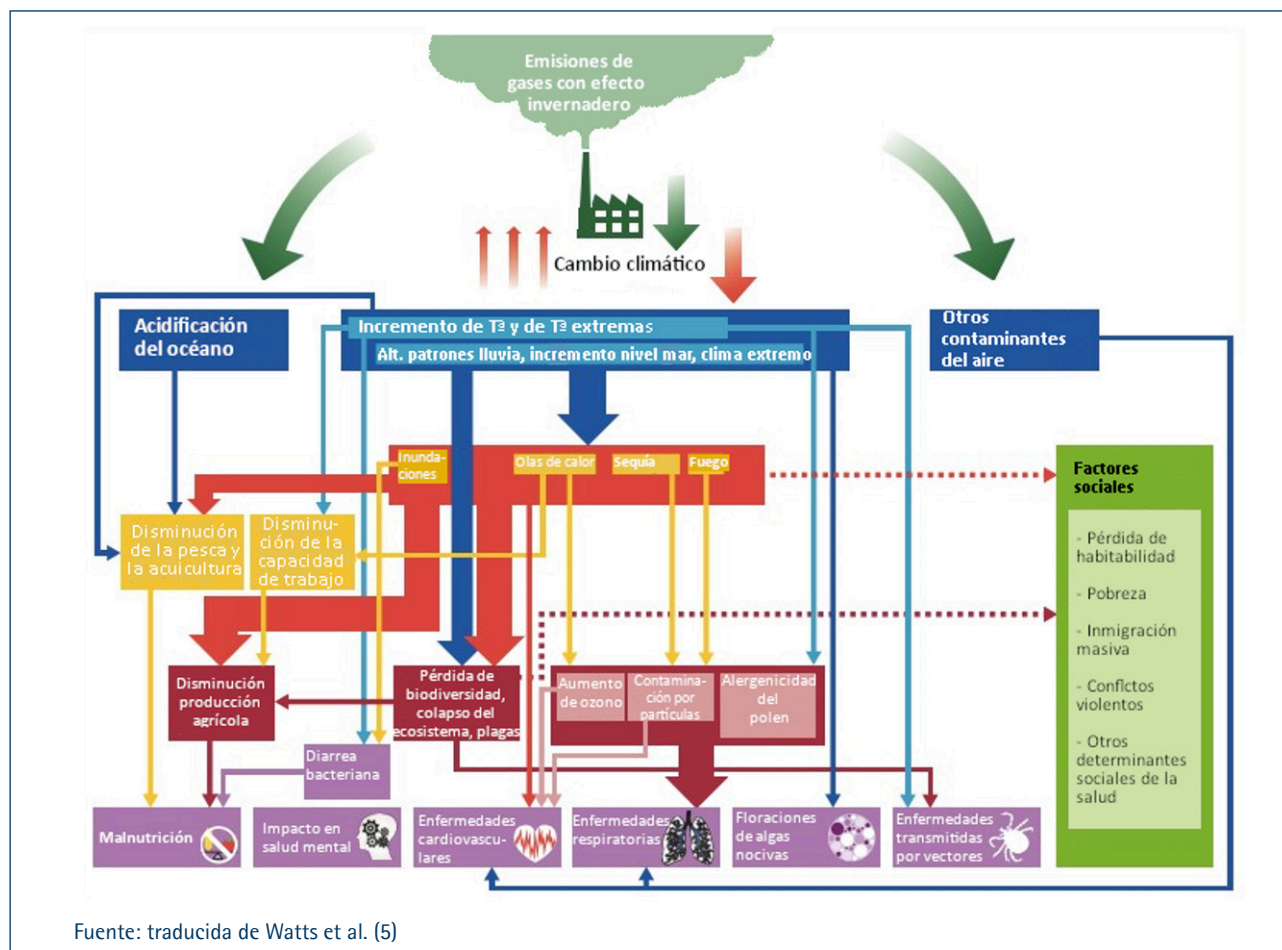 Emisiones de
gases con efecto
invernadero
Cambio climático
Acidificación
del océano
Incremento de Tª y de Tª extremas
Alt. patrones lluvia, incremento nivel mar, clima extremo
Otros
contaminantes
del aire
Inunda-
ciones
Olas de calor
Sequía
Fuego
Factores
sociales
- Pérdida de
habitabilidad
- Pobreza
- Inmigración
masiva
- Conflctos
violentos
- Otros
determinantes
sociales de la
salud
Disminución
de la pesca y
la acuicultura
Disminu-
ción de la
capacidad
de trabajo
Disminución
producción
agrícola
Pérdida de
biodiversidad,
colapso del
ecosistema, plagas
Aumento
de ozono
Contamina-
ción por
partículas
Alergenicidad
del
polen
Diarrea
bacteriana
Malnutrición
Impacto en
salud mental
Enfermedades
cardiovascu-
lares
Enfermedades
respiratorias
Floraciones
de algas
nocivas
Enfermedades
transmitidas
por vectores
Fuente: traducida de Watts et al. (5)